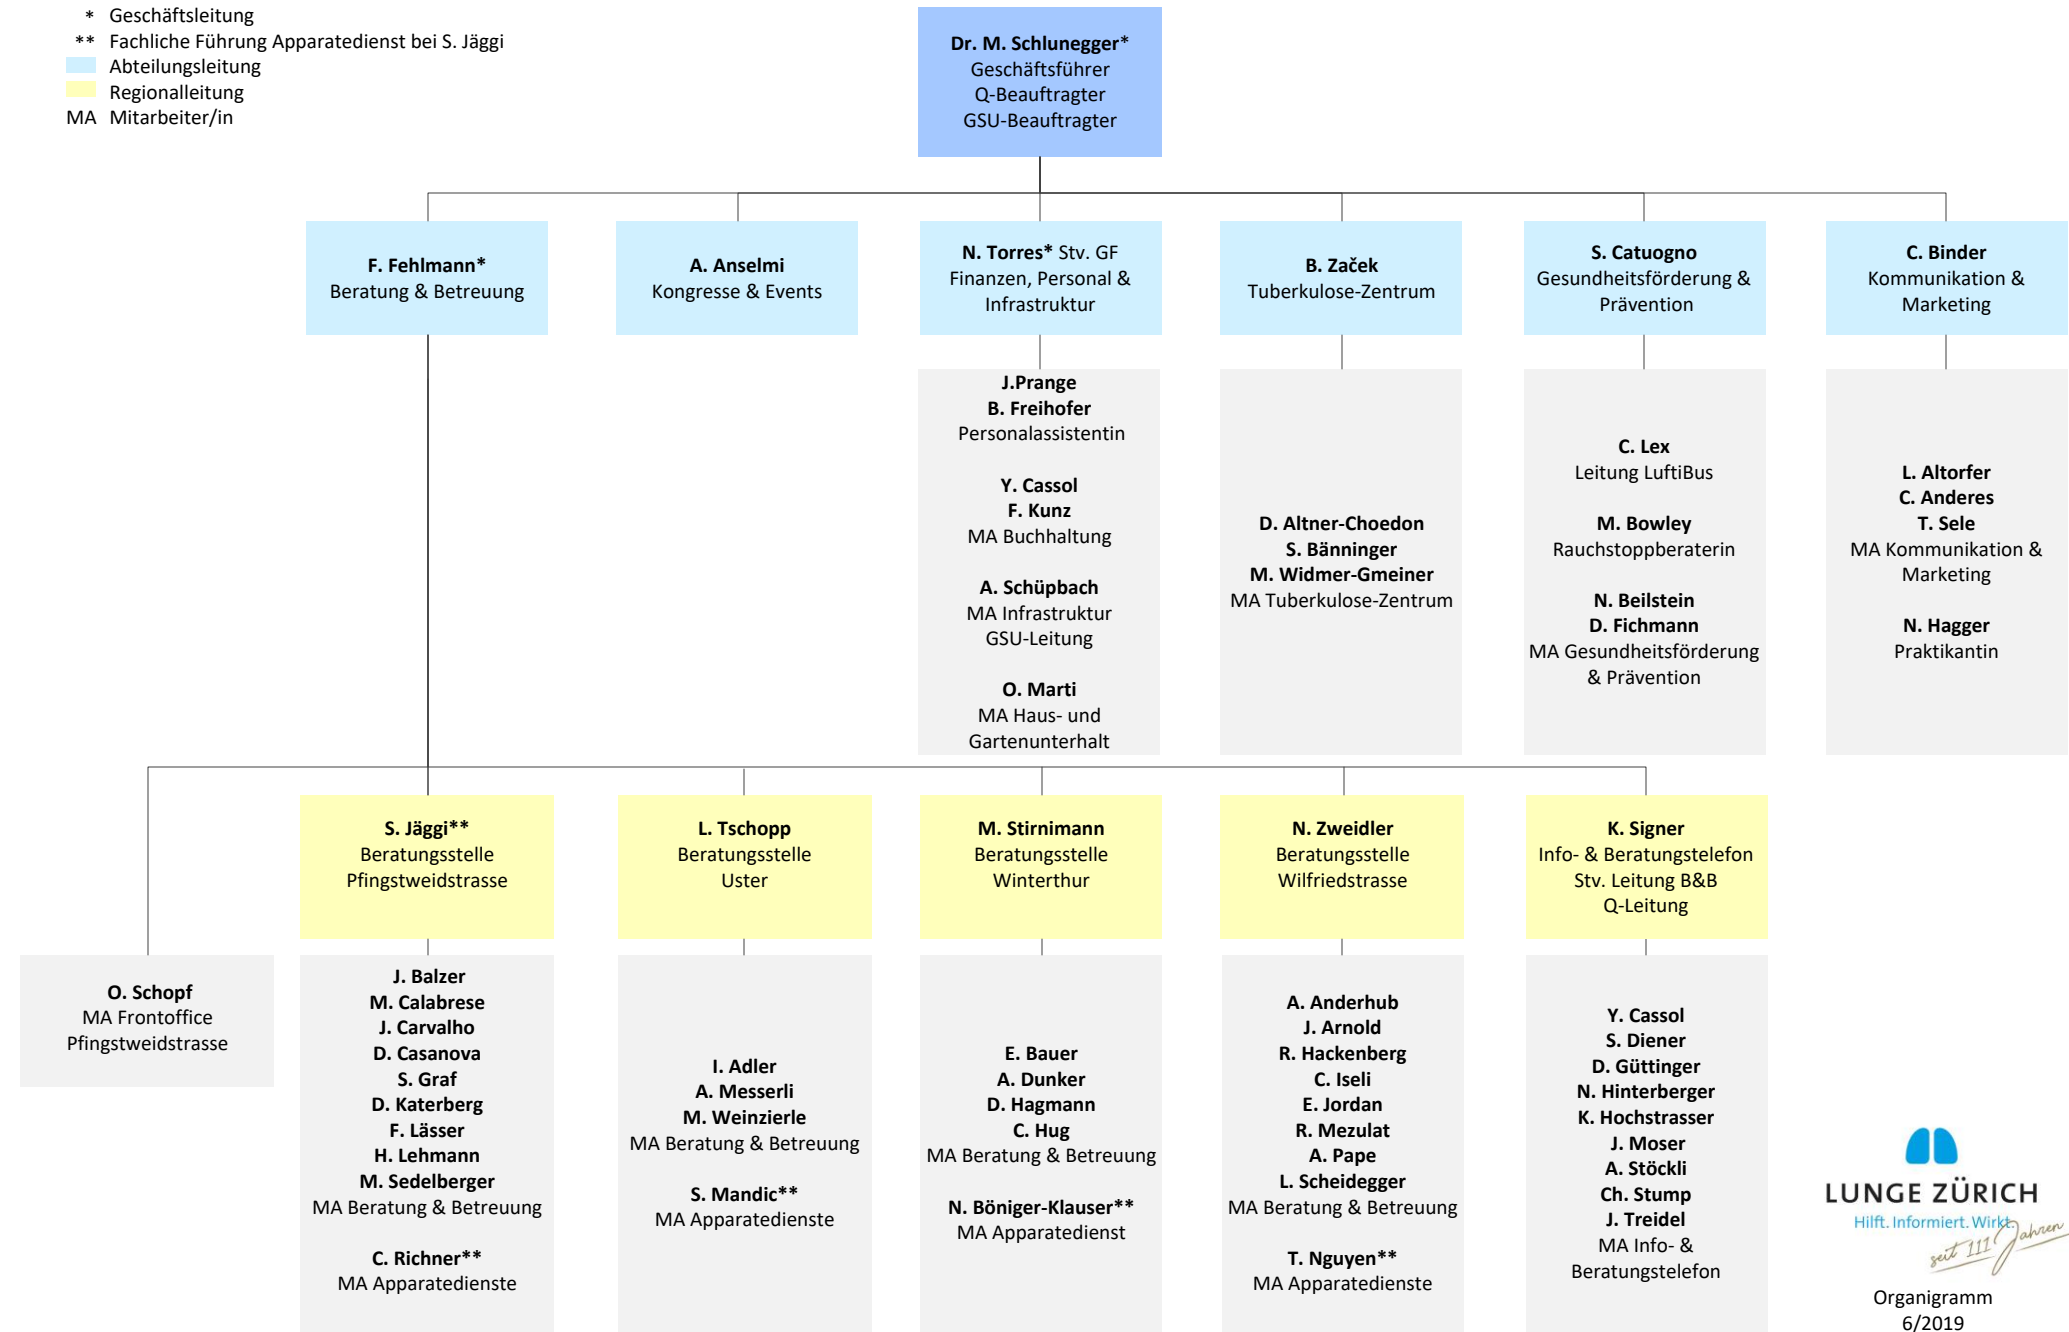 * Geschäftsleitung
** Fachliche Führung Apparatedienst bei S. Jäggi
Abteilungsleitung
Regionalleitung
MA Mitarbeiter/in
Dr. M. Schlunegger*
Geschäftsführer
Q-Beauftragter
GSU-Beauftragter
F. Fehlmann*
Beratung & Betreuung
A. Anselmi
Kongresse & Events
N. Torres* Stv. GF
Finanzen, Personal &
Infrastruktur
B. Začek
Tuberkulose-Zentrum
S. Catuogno
Gesundheitsförderung &
Prävention
C. Binder
Kommunikation &
Marketing
J.Prange
B. Freihofer
Personalassistentin
Y. Cassol
F. Kunz
MA Buchhaltung
A. Schüpbach
MA Infrastruktur
GSU-Leitung
O. Marti
MA Haus- und
Gartenunterhalt
D. Altner-Choedon
S. Bänninger
M. Widmer-Gmeiner
MA Tuberkulose-Zentrum
C. Lex
Leitung LuftiBus
M. Bowley
Rauchstoppberaterin
N. Beilstein
D. Fichmann
MA Gesundheitsförderung
& Prävention
L. Altorfer
C. Anderes
T. Sele
MA Kommunikation &
Marketing
N. Hagger
Praktikantin
S. Jäggi**
Beratungsstelle
Pfingstweidstrasse
L. Tschopp
Beratungsstelle
Uster
M. Stirnimann
Beratungsstelle
Winterthur
N. Zweidler
Beratungsstelle
Wilfriedstrasse
K. Signer
Info- & Beratungstelefon
Stv. Leitung B&B
Q-Leitung
O. Schopf
MA Frontoffice
Pfingstweidstrasse
J. Balzer
M. Calabrese
J. Carvalho
D. Casanova
S. Graf
D. Katerberg
F. Lässer
H. Lehmann
M. Sedelberger
MA Beratung & Betreuung
C. Richner**
MA Apparatedienste
I. Adler
A. Messerli
M. Weinzierle
MA Beratung & Betreuung
S. Mandic**
MA Apparatedienste
E. Bauer
A. Dunker
D. Hagmann
C. Hug
MA Beratung & Betreuung
N. Böniger-Klauser**
MA Apparatedienst
A. Anderhub
J. Arnold
R. Hackenberg
C. Iseli
E. Jordan
R. Mezulat
A. Pape
L. Scheidegger
MA Beratung & Betreuung
T. Nguyen**
MA Apparatedienste
Y. Cassol
S. Diener
D. Güttinger
N. Hinterberger
K. Hochstrasser
J. Moser
A. Stöckli
Ch. Stump
J. Treidel
MA Info- &
Beratungstelefon
LUNGE ZÜRICH
Hilft. Informiert. Wirkt.
seit 111 Jahren
Organigramm
6/2019